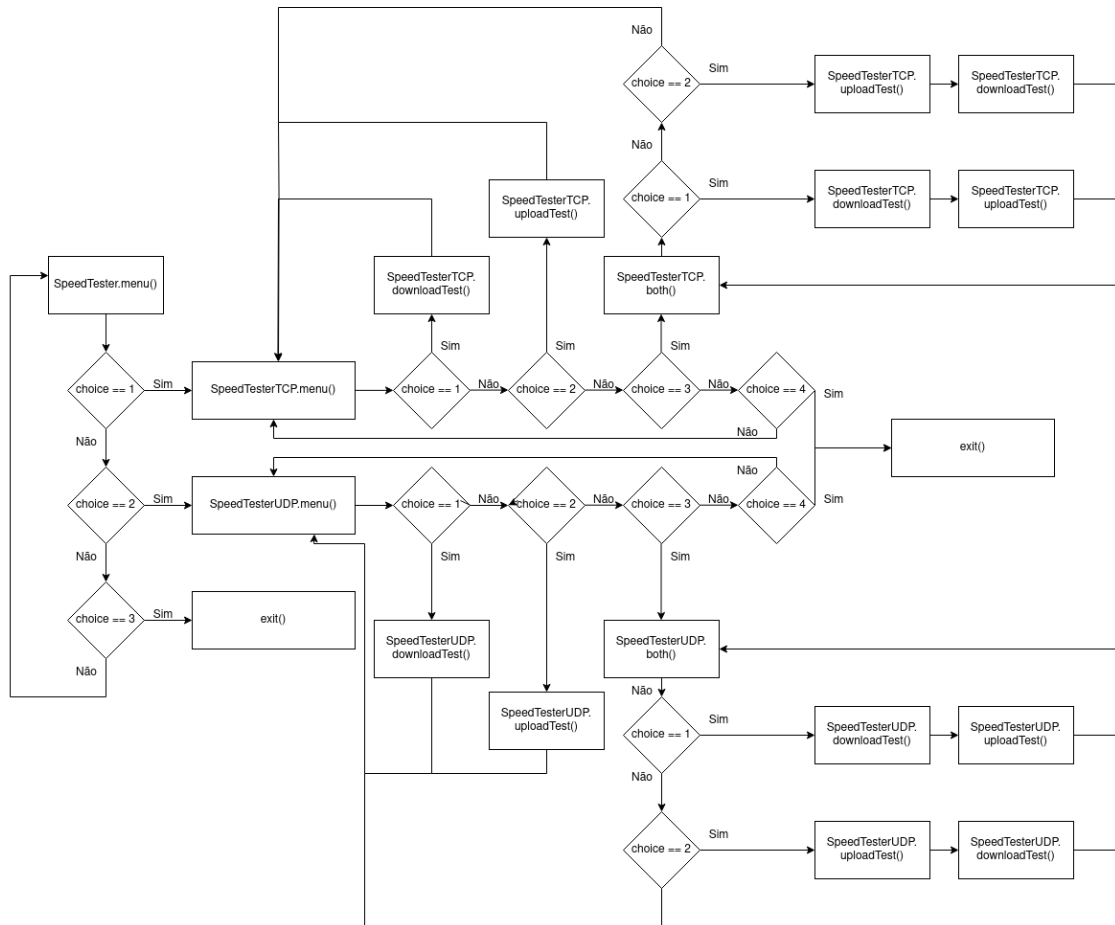 Não
choice == 2
Sim
SpeedTesterTCP.
uploadTest()
SpeedTesterTCP.
downloadTest()
Não
choice == 1
Sim
SpeedTesterTCP.
downloadTest()
SpeedTesterTCP.
uploadTest()
SpeedTesterTCP.
uploadTest()
SpeedTester.menu()
SpeedTesterTCP.
downloadTest()
SpeedTesterTCP.
both()
Sim
Sim
Sim
choice == 1
Sim
SpeedTesterTCP.menu()
choice == 1
Não
choice == 2
Não
choice == 3
Não
choice == 4
Sim
Não
Não
exit()
Não
choice == 2
Sim
SpeedTesterUDP.menu()
choice == 1
Não
choice == 2
Não
choice == 3
Não
choice == 4
Sim
Não
Sim
Sim
Sim
choice == 3
Sim
exit()
Não
SpeedTesterUDP.
downloadTest()
SpeedTesterUDP.
both()
SpeedTesterUDP.
uploadTest()
Não
choice == 1
Sim
SpeedTesterUDP.
downloadTest()
SpeedTesterUDP.
uploadTest()
Não
choice == 2
Sim
SpeedTesterUDP.
uploadTest()
SpeedTesterUDP.
downloadTest()